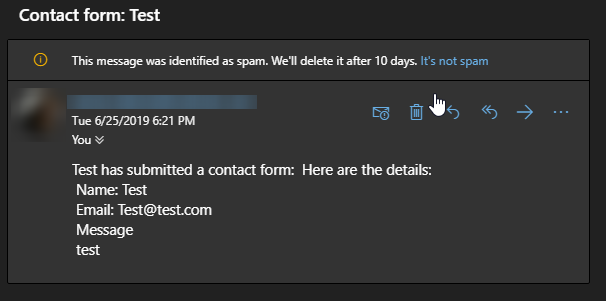 Contact form: Test
This message was identified as spam. We'll delete it after 10 days. It's not spam
Tue 6/25/2019 6:21 PM
You
Test has submitted a contact form:  Here are the details:
Name: Test
Email: Test@test.com
Message
test